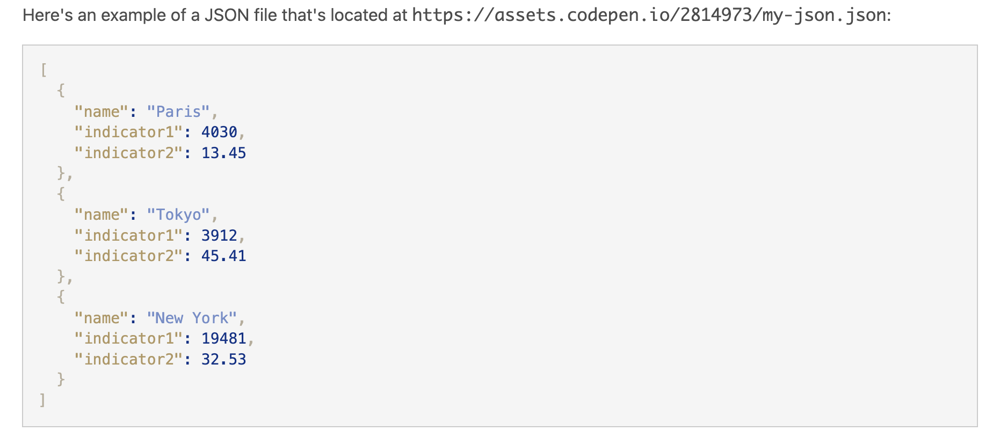 Here's an example of a JSON file that's located at https://assets.codepen.io/2814973/my-json.json:
[
  {
    "name": "Paris",
    "indicator1": 4030,
    "indicator2": 13.45
  },
  {
    "name": "Tokyo",
    "indicator1": 3912,
    "indicator2": 45.41
  },
  {
    "name": "New York",
    "indicator1": 19481,
    "indicator2": 32.53
  }
]